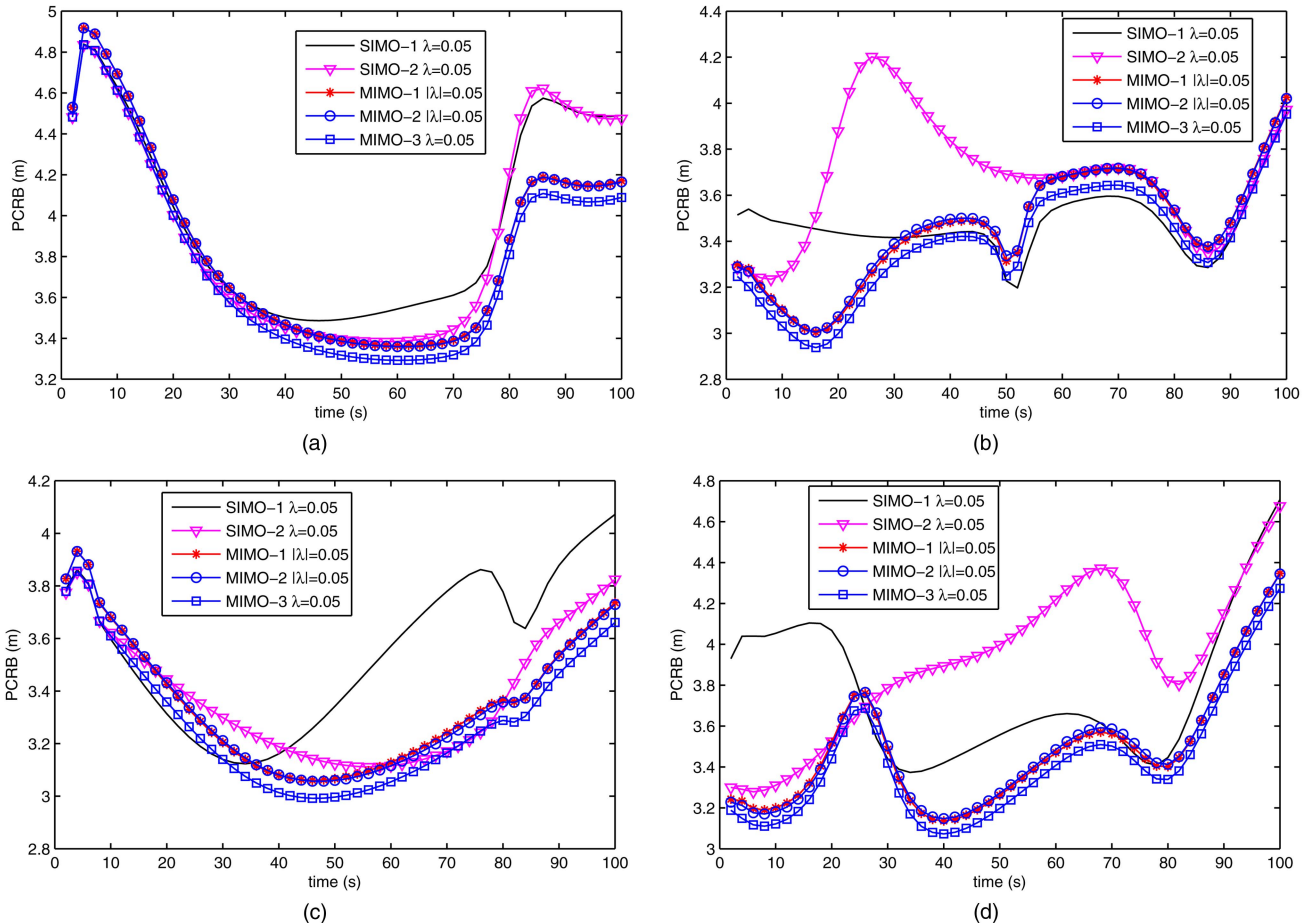 5
4.8
4.6
4.4
4.2
4
3.8
3.6
3.4
3.2
PCRB (m)
SIMO−1 λ=0.05
SIMO−2 λ=0.05
MIMO−1 |λ|=0.05
MIMO−2 |λ|=0.05
MIMO−3 λ=0.05
0 10 20 30 40 50 60 70 80 90 100
time (s)
(a)
4.4
4.2
4
3.8
3.6
3.4
3.2
3
2.8
PCRB (m)
SIMO−1 λ=0.05
SIMO−2 λ=0.05
MIMO−1 |λ|=0.05
MIMO−2 |λ|=0.05
MIMO−3 λ=0.05
0 10 20 30 40 50 60 70 80 90 100
time (s)
(b)
4.2
4
3.8
3.6
3.4
3.2
3
2.8
PCRB (m)
SIMO−1 λ=0.05
SIMO−2 λ=0.05
MIMO−1 |λ|=0.05
MIMO−2 |λ|=0.05
MIMO−3 λ=0.05
0 10 20 30 40 50 60 70 80 90 100
time (s)
(c)
4.8
4.6
4.4
4.2
4
3.8
3.6
3.4
3.2
3
PCRB (m)
SIMO−1 λ=0.05
SIMO−2 λ=0.05
MIMO−1 |λ|=0.05
MIMO−2 |λ|=0.05
MIMO−3 λ=0.05
0 10 20 30 40 50 60 70 80 90 100
time (s)
(d)